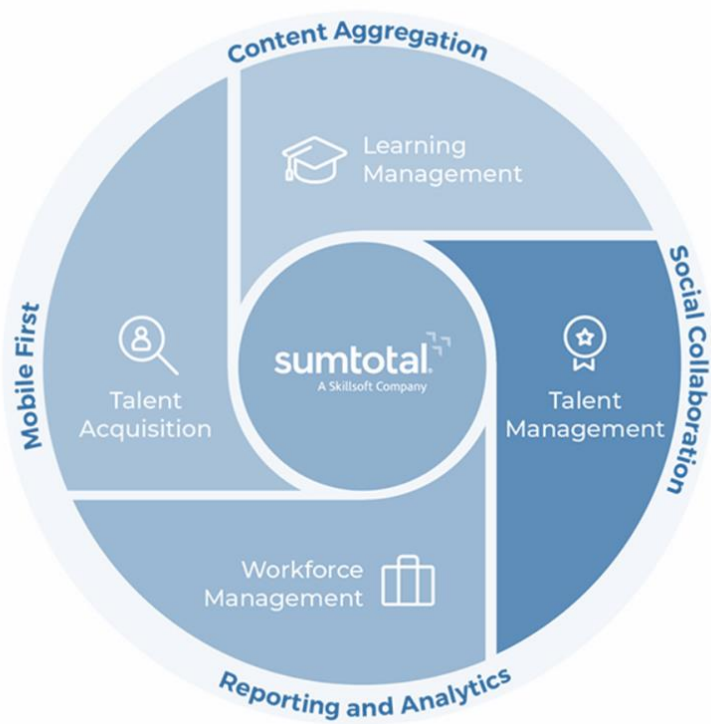 Content Aggregation
Learning
Management
Social Collaboration
Mobile First
Talent
Acquisition
sumtotal.
A Skillsoft Company
Talent
Management
Workforce
Management
Reporting and Analytics